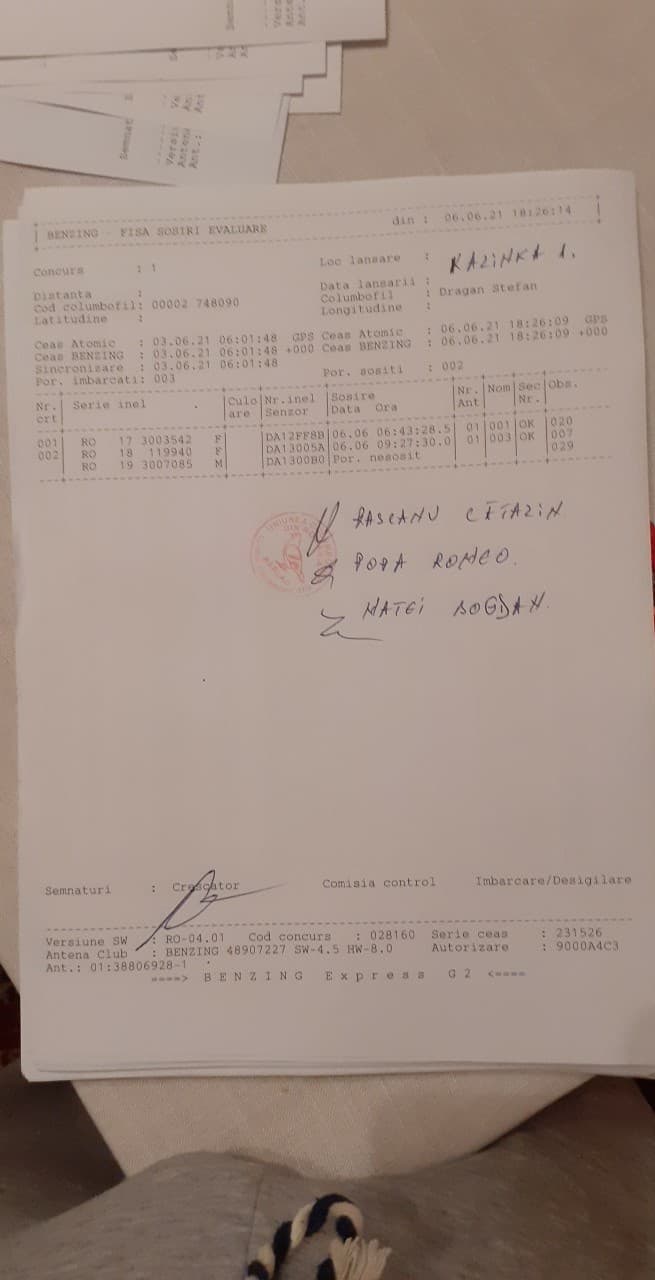 BENZING - FISA SOSIRI EVALUARE din : 06.06.21 18:26:14
Concurs : 1 Loc lansare : KAZINKA 1.
Distanta : Data lansarii :
Cod columbofil: 00002 748090 Columbofil : Dragan Stefan
Latitudine : Longitudine :
Ceas Atomic : 03.06.21 06:01:48 GPS Ceas Atomic : 06.06.21 18:26:09 GPS
Ceas BENZING : 03.06.21 06:01:48 +000 Ceas BENZING : 06.06.21 18:26:09 +000
Sincronizare : 03.06.21 06:01:48
Por. imbarcati: 003 Por. sositi : 002
Nr. Serie inel Culo Nr.inel Sosire Nr. Nom Sec Obs.
crt are Senzor Data Ora Ant Nr.
001 RO 17 3003542 F DA12FF8B 06.06 06:43:28.5 01 001 OK 020
002 RO 18 119940 F DA13005A 06.06 09:27:30.0 01 003 OK 007
RO 19 3007085 M DA1300B0 Por. nesosit 029
RASCANU CĂTĂLIN
POPA ROMEO.
MATEI BOGDAN.
Semnaturi : Crescator Comisia control Imbarcare/Desigilare
Versiune SW : RO-04.01 Cod concurs : 028160 Serie ceas : 231526
Antena Club : BENZING 48907227 SW-4.5 HW-8.0 Autorizare : 9000A4C3
Ant.: 01:38806928-1
====> BENZING Express G2 <====